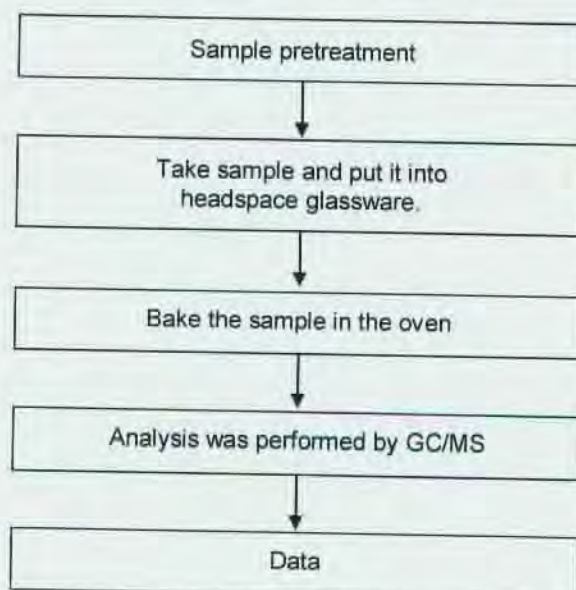 Sample pretreatment
Take sample and put it into
headspace glassware.
Bake the sample in the oven
Analysis was performed by GC/MS
Data